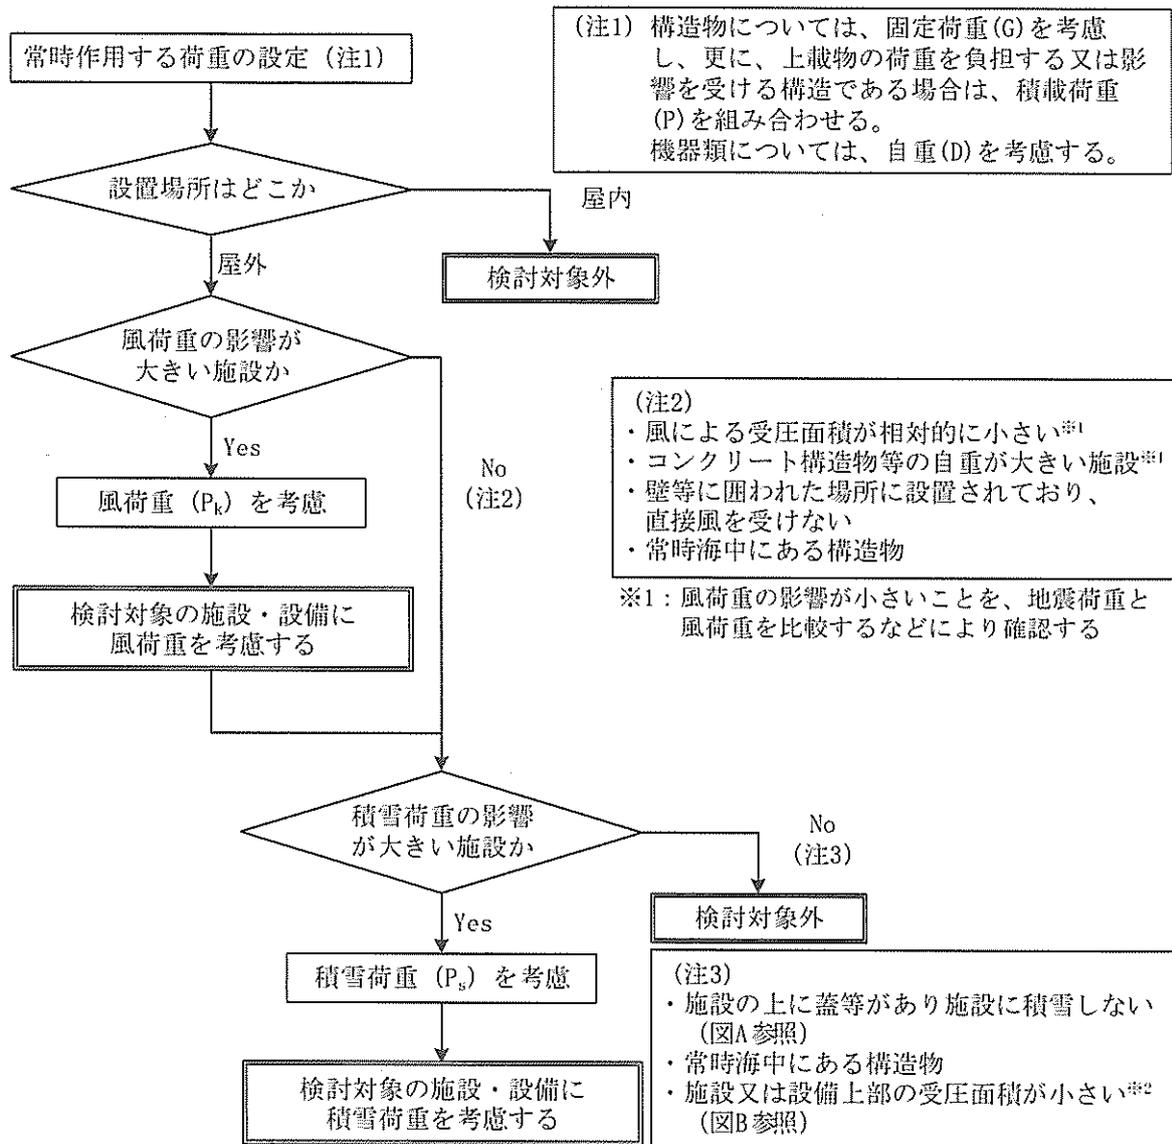 常時作用する荷重の設定 (注1)
(注1) 構造物については、固定荷重(G)を考慮
し、更に、上載物の荷重を負担する又は影
響を受ける構造である場合は、積載荷重
(P)を組み合わせる。
機器類については、自重(D)を考慮する。
設置場所はどこか
屋内
検討対象外
屋外
風荷重の影響が
大きい施設か
Yes
No
(注2)
風荷重 (Pk) を考慮
検討対象の施設・設備に
風荷重を考慮する
(注2)
・風による受圧面積が相対的に小さい※1
・コンクリート構造物等の自重が大きい施設※1
・壁等に囲われた場所に設置されており、
直接風を受けない
・常時海中にある構造物
※1：風荷重の影響が小さいことを、地震荷重と
風荷重を比較するなどにより確認する
積雪荷重の影響
が大きい施設か
No
(注3)
検討対象外
Yes
積雪荷重 (Ps) を考慮
検討対象の施設・設備に
積雪荷重を考慮する
(注3)
・施設の上に蓋等があり施設に積雪しない
(図A参照)
・常時海中にある構造物
・施設又は設備上部の受圧面積が小さい※2
(図B参照)